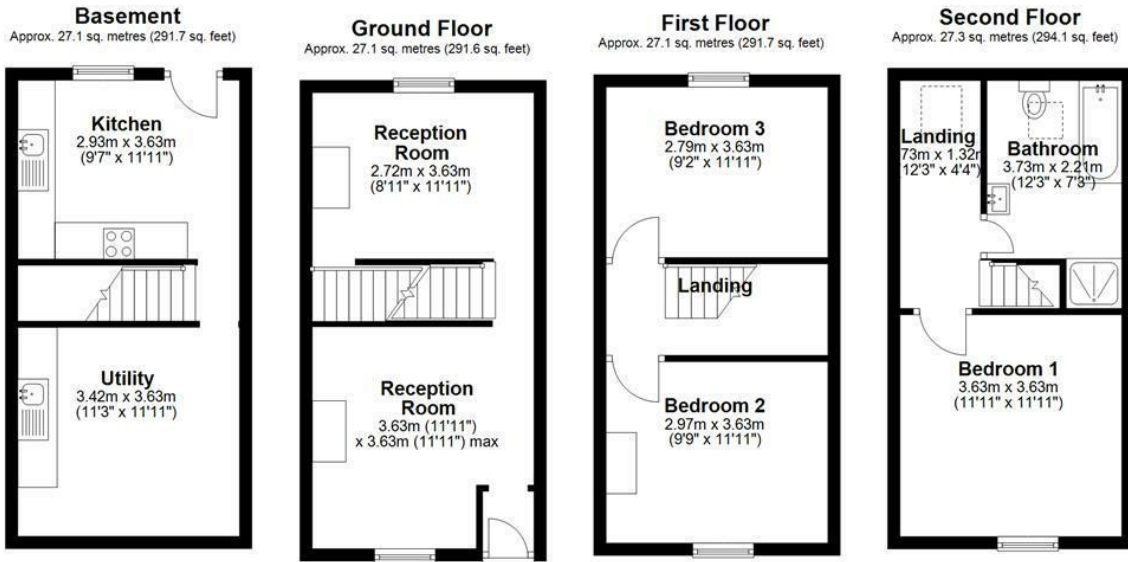 Basement
Approx. 27.1 sq. metres (291.7 sq. feet)
Kitchen
2.93m x 3.63m
(9'7" x 11'11")
Utility
3.42m x 3.63m
(11'3" x 11'11")
Ground Floor
Approx. 27.1 sq. metres (291.6 sq. feet)
Reception
Room
2.72m x 3.63m
(8'11" x 11'11")
Reception
Room
3.63m (11'11")
x 3.63m (11'11") max
First Floor
Approx. 27.1 sq. metres (291.7 sq. feet)
Bedroom 3
2.79m x 3.63m
(9'2" x 11'11")
Landing
Bedroom 2
2.97m x 3.63m
(9'9" x 11'11")
Second Floor
Approx. 27.3 sq. metres (294.1 sq. feet)
Landing
73m x 1.32m
(12'3" x 4'4")
Bathroom
3.73m x 2.21m
(12'3" x 7'3")
Bedroom 1
3.63m x 3.63m
(11'11" x 11'11")